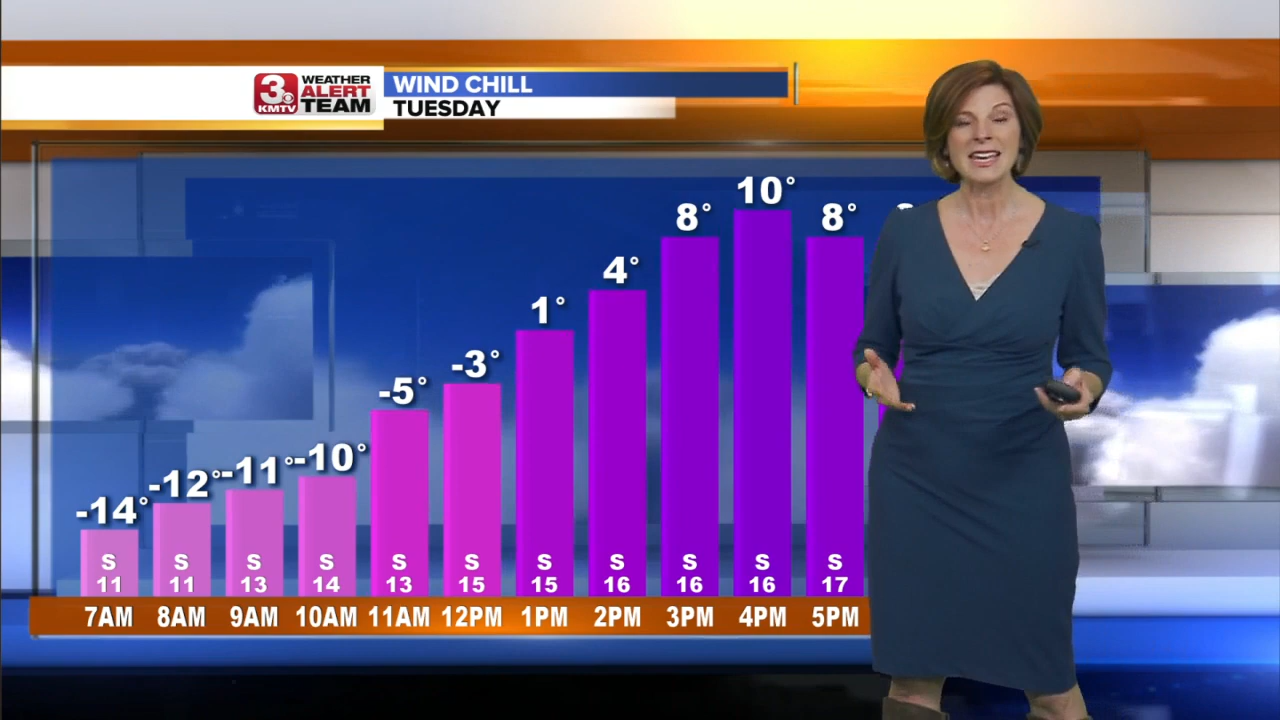 3 KMTV
WEATHER
ALERT
TEAM
WIND CHILL
TUESDAY
-14° -12° -11° -10° -5° -3° 1° 4° 8° 10° 8°
S S S S S S S S S S S
11 11 13 14 13 15 15 16 16 16 17
7AM 8AM 9AM 10AM 11AM 12PM 1PM 2PM 3PM 4PM 5PM